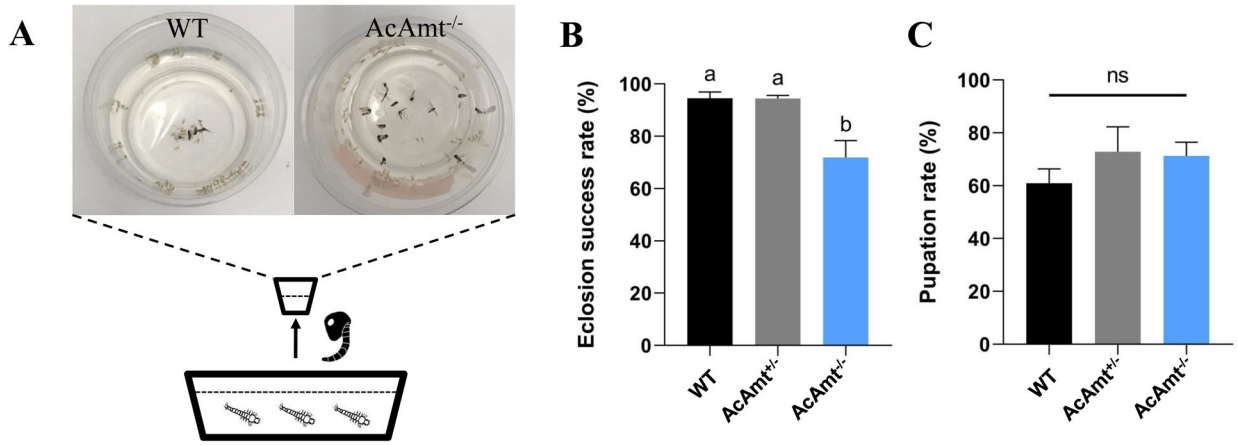 A
WT
AcAmt-/-
B
Eclosion success rate (%)
100
80
60
40
20
0
a
a
b
WT
AcAmt+/-
AcAmt-/-
C
Pupation rate (%)
100
80
60
40
20
0
ns
WT
AcAmt+/-
AcAmt-/-